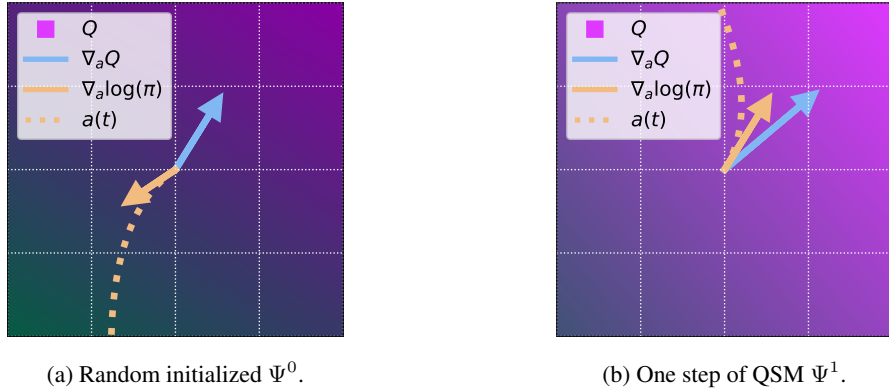 Q
∇ₐQ
∇ₐlog(π)
a(t)
(a) Random initialized Ψ⁰.
Q
∇ₐQ
∇ₐlog(π)
a(t)
(b) One step of QSM Ψ¹.